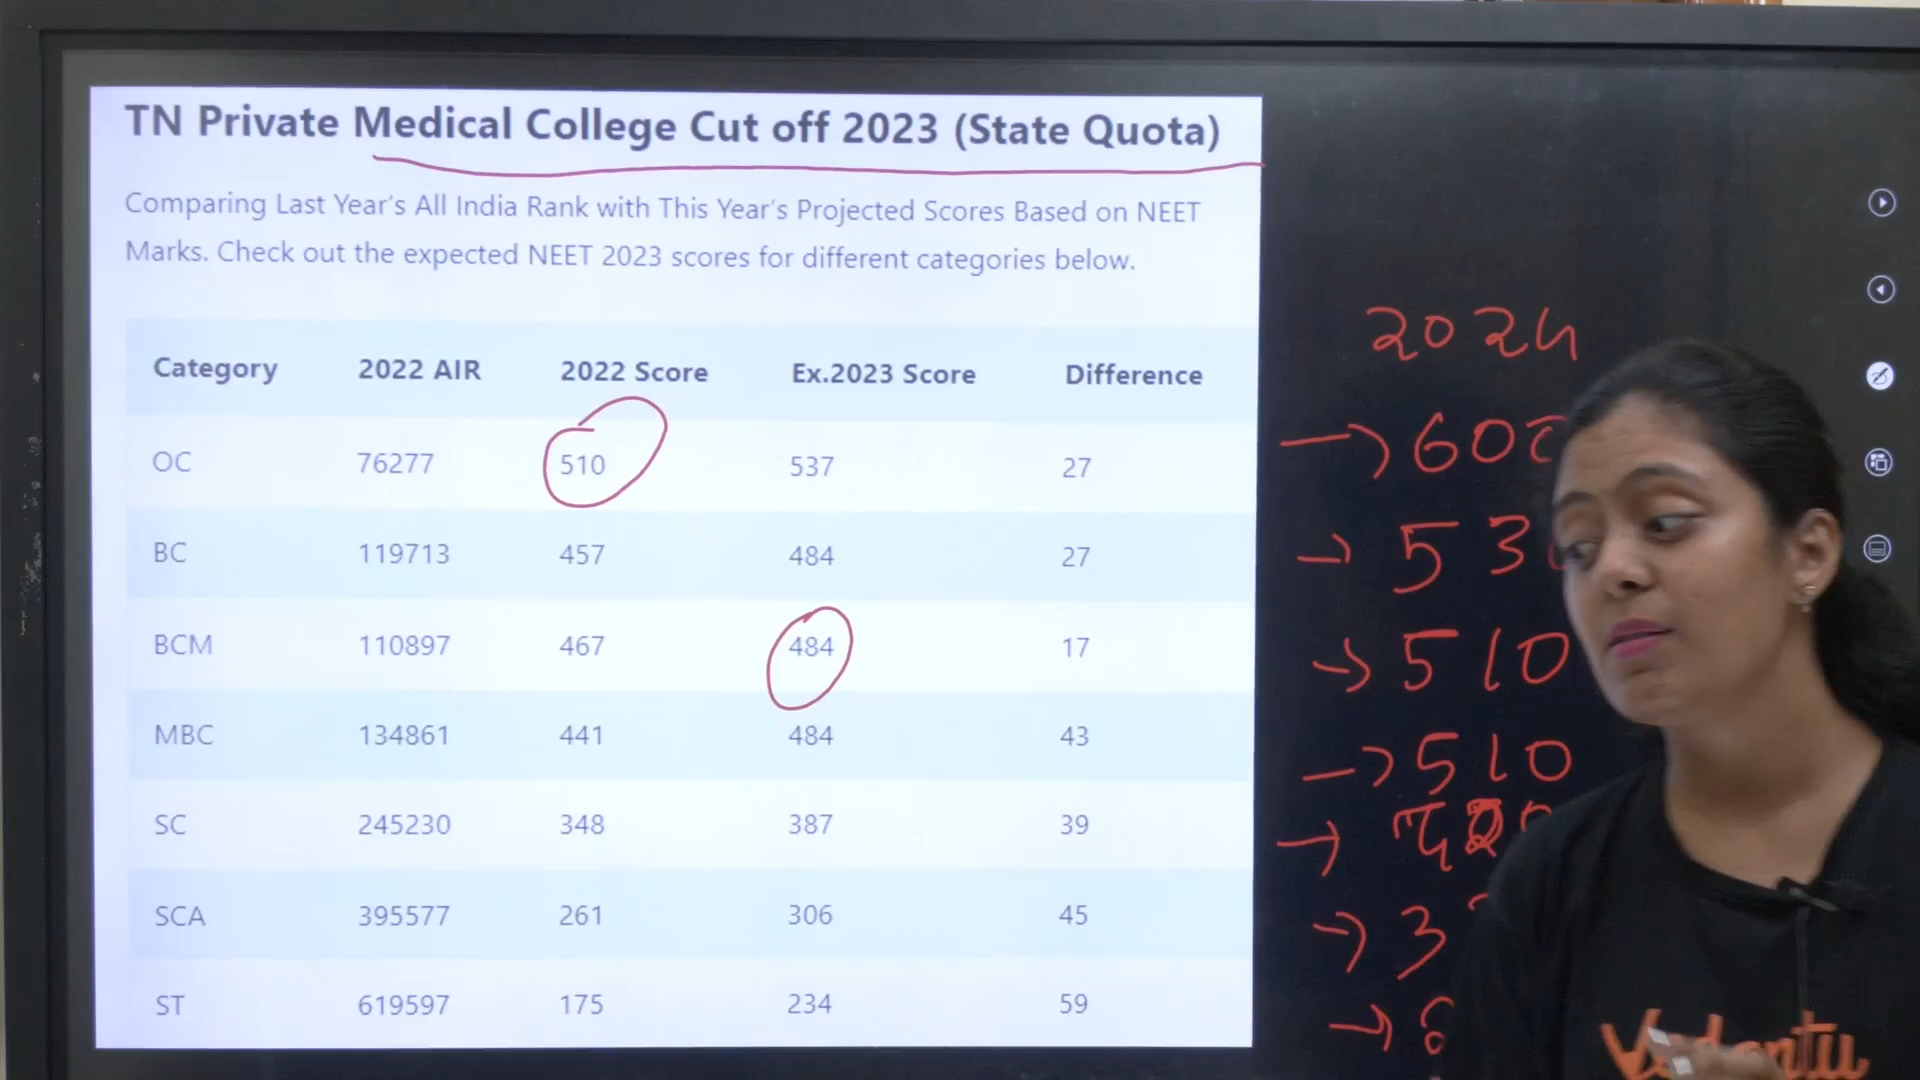 TN Private Medical College Cut off 2023 (State Quota)
Comparing Last Year's All India Rank with This Year's Projected Scores Based on NEET
Marks. Check out the expected NEET 2023 scores for different categories below.
Category 2022 AIR 2022 Score Ex.2023 Score Difference
OC 76277 510 537 27
BC 119713 457 484 27
BCM 110897 467 484 17
MBC 134861 441 484 43
SC 245230 348 387 39
SCA 395577 261 306 45
ST 619597 175 234 59
2024
510
510
Vedantu